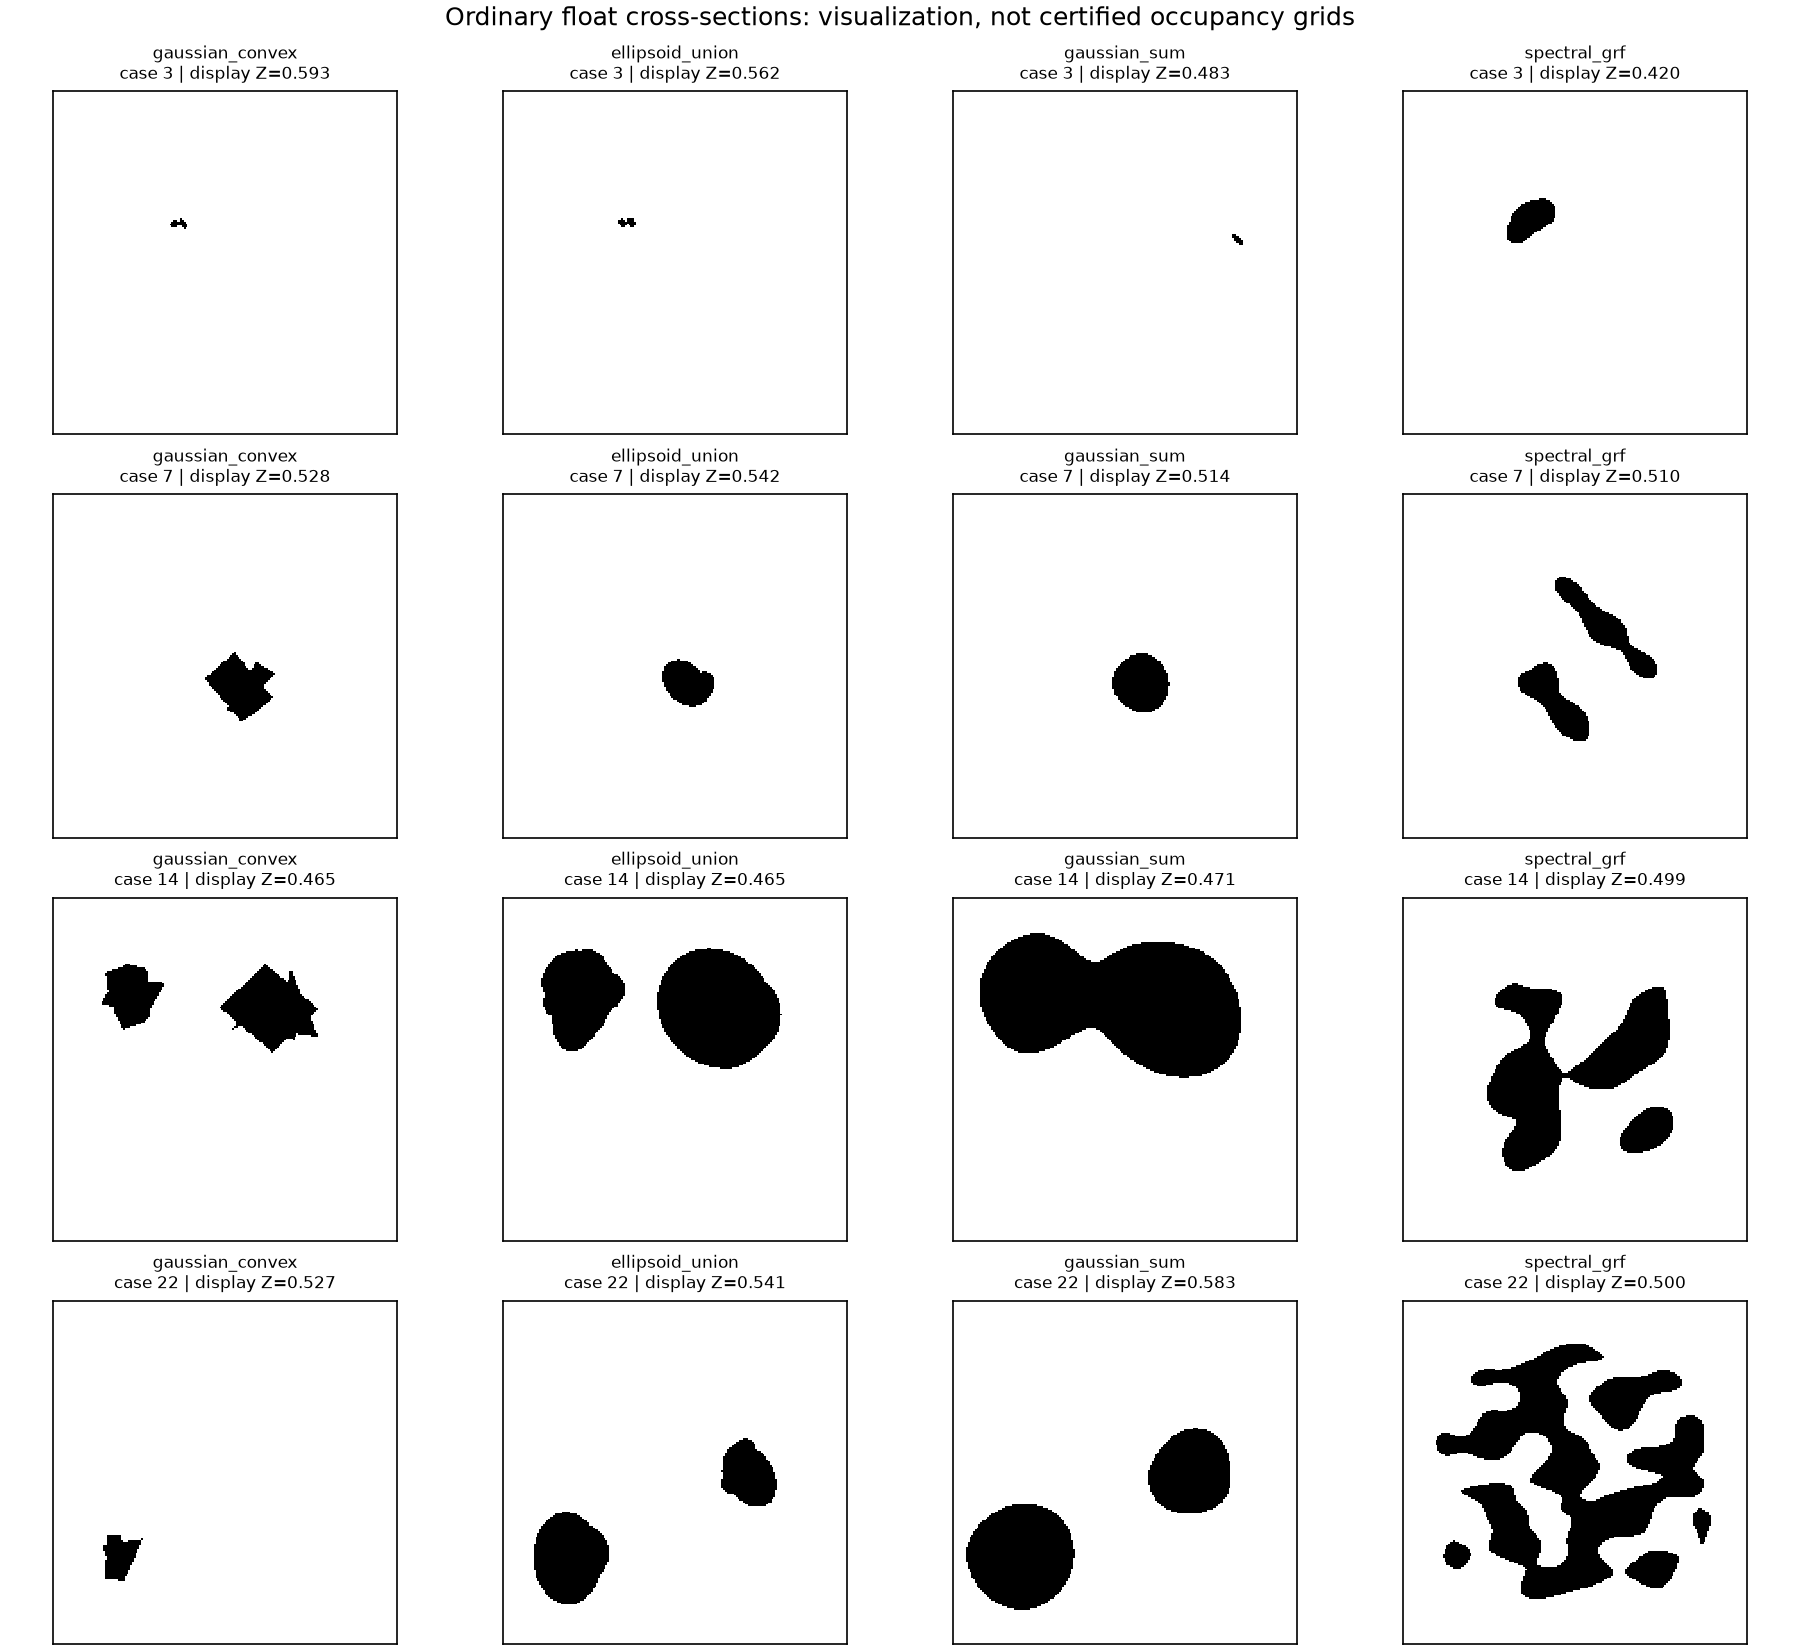 Ordinary float cross-sections: visualization, not certified occupancy grids
gaussian_convex
case 3 | display Z=0.593
ellipsoid_union
case 3 | display Z=0.562
gaussian_sum
case 3 | display Z=0.483
spectral_grf
case 3 | display Z=0.420
gaussian_convex
case 7 | display Z=0.528
ellipsoid_union
case 7 | display Z=0.542
gaussian_sum
case 7 | display Z=0.514
spectral_grf
case 7 | display Z=0.510
gaussian_convex
case 14 | display Z=0.465
ellipsoid_union
case 14 | display Z=0.465
gaussian_sum
case 14 | display Z=0.471
spectral_grf
case 14 | display Z=0.499
gaussian_convex
case 22 | display Z=0.527
ellipsoid_union
case 22 | display Z=0.541
gaussian_sum
case 22 | display Z=0.583
spectral_grf
case 22 | display Z=0.500